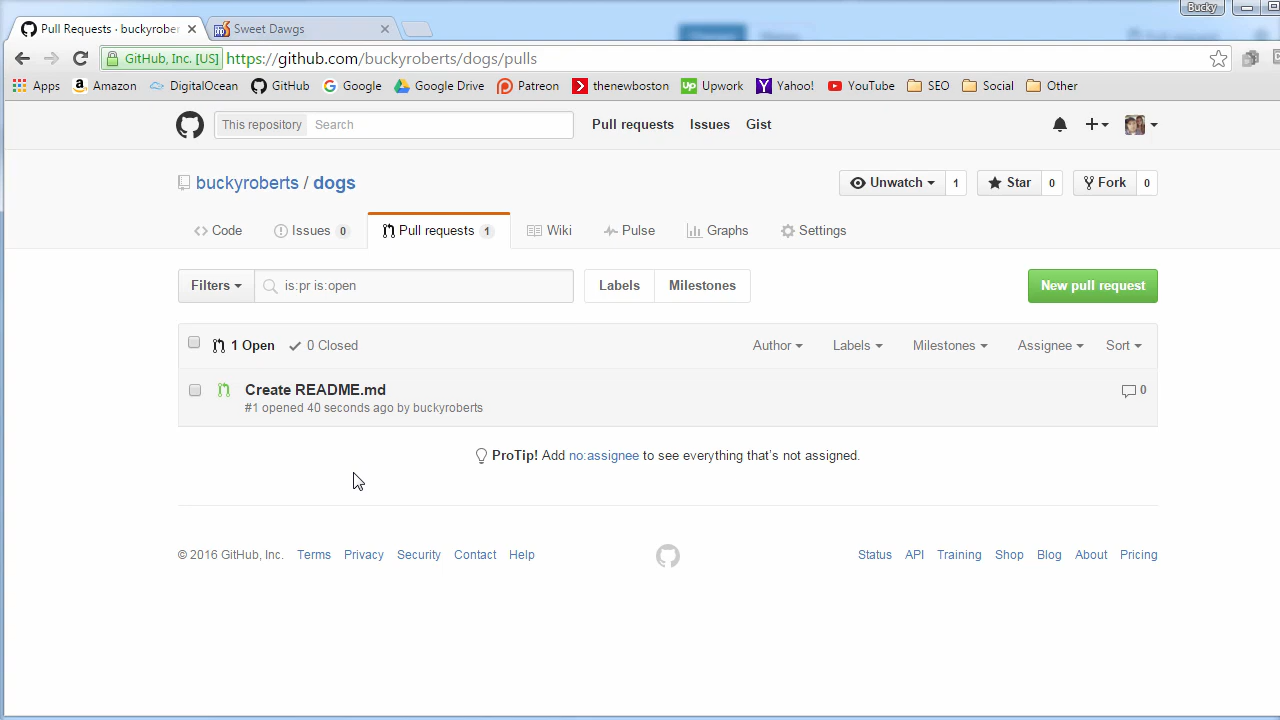 Bucky
Pull Requests · buckyrober
Sweet Dawgs
GitHub, Inc. [US] https://github.com/buckyroberts/dogs/pulls
Apps Amazon DigitalOcean GitHub Google Google Drive Patreon thenewboston Up Upwork Yahoo! YouTube SEO Social Other
This repository Search Pull requests Issues Gist
buckyroberts / dogs Unwatch 1 Star 0 Fork 0
Code Issues 0 Pull requests 1 Wiki Pulse Graphs Settings
Filters is:pr is:open Labels Milestones New pull request
1 Open 0 Closed Author Labels Milestones Assignee Sort
Create README.md 0
#1 opened 40 seconds ago by buckyroberts
ProTip! Add no:assignee to see everything that's not assigned.
© 2016 GitHub, Inc. Terms Privacy Security Contact Help Status API Training Shop Blog About Pricing